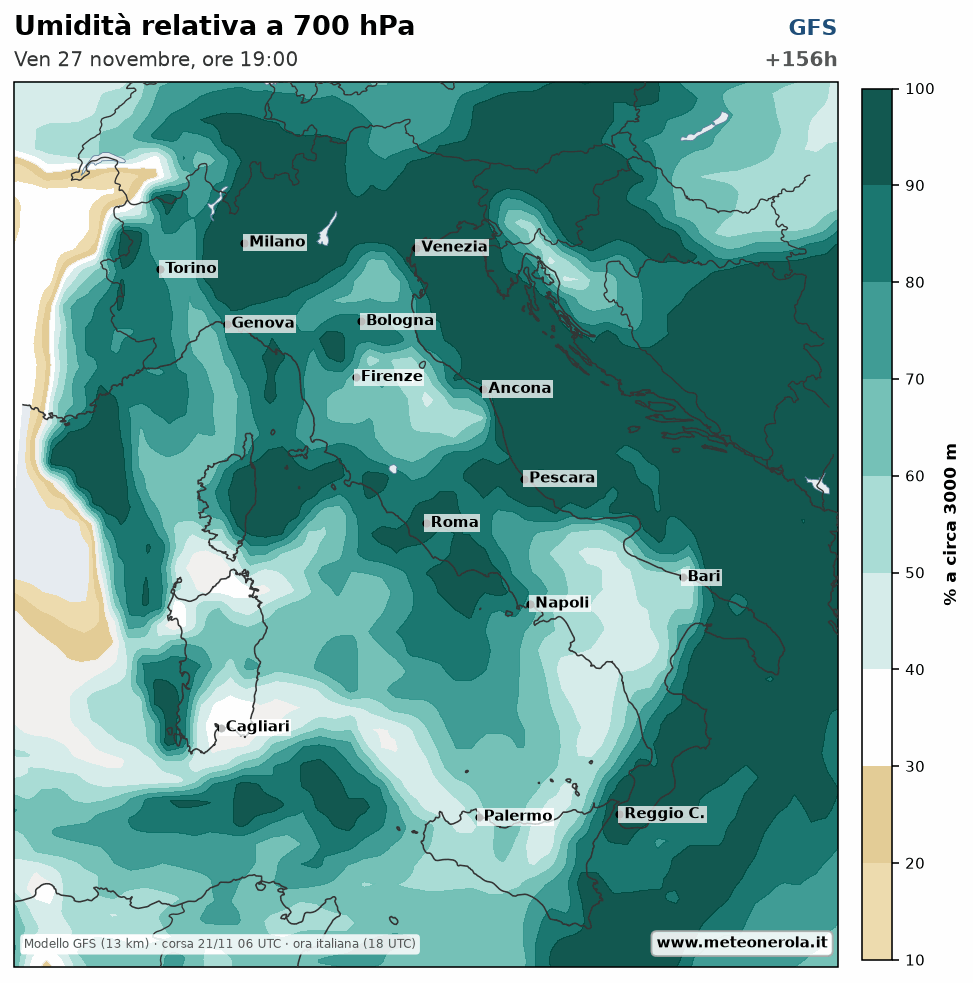 Umidità relativa a 700 hPa
GFS
Ven 27 novembre, ore 19:00
+156h
100
90
80
70
60
50
40
30
20
10
% a circa 3000 m
Milano
Venezia
Torino
Genova
Bologna
Firenze
Ancona
Pescara
Roma
Bari
Napoli
Cagliari
Palermo
Reggio C.
Modello GFS (13 km) · corsa 21/11 06 UTC · ora italiana (18 UTC)
www.meteonerola.it